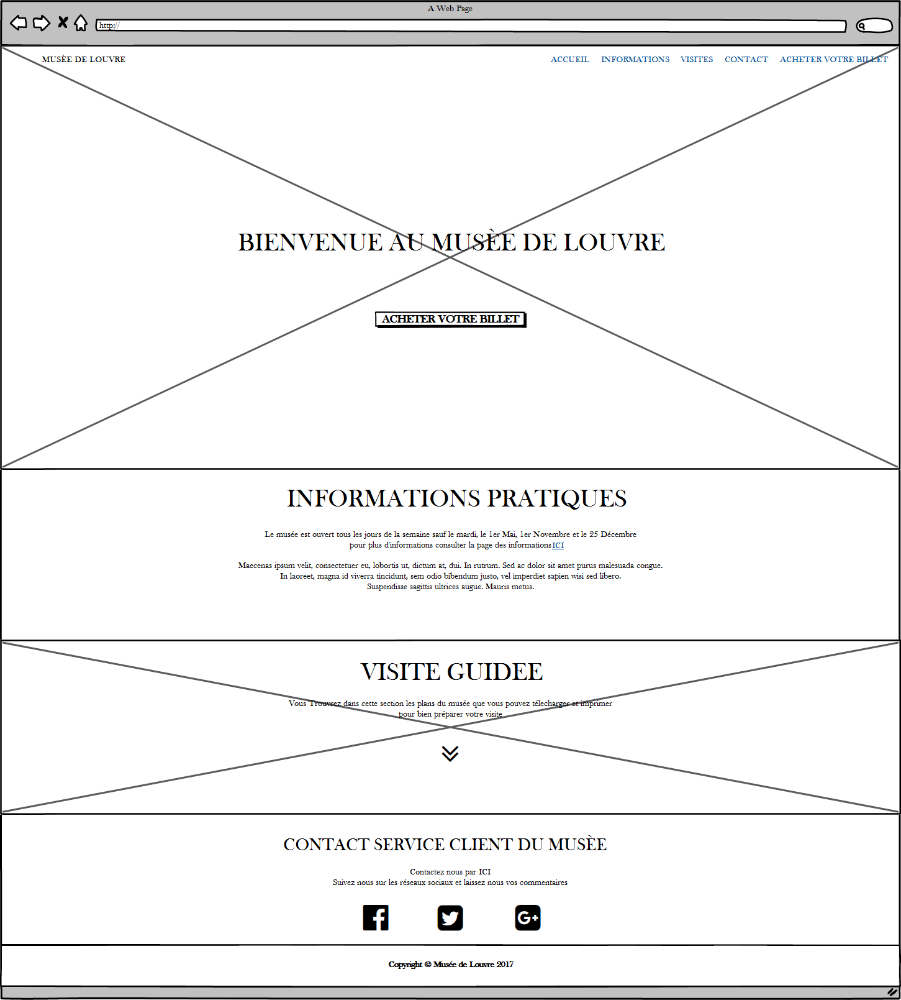 A Web Page
http://
MUSÈE DE LOUVRE
ACCUEIL INFORMATIONS VISITES CONTACT ACHETER VOTRE BILLET
BIENVENUE AU MUSÈE DE LOUVRE
ACHETER VOTRE BILLET
INFORMATIONS PRATIQUES
Le musée est ouvert tous les jours de la semaine sauf le mardi, le 1er Mai, 1er Novembre et le 25 Décembre
pour plus d'informations consulter la page des informationsICI
Maecenas ipsum velit, consectetuer eu, lobortis ut, dictum at, dui. In rutrum. Sed ac dolor sit amet purus malesuada congue.
In laoreet, magna id viverra tincidunt, sem odio bibendum justo, vel imperdiet sapien wisi sed libero.
Suspendisse sagittis ultrices augue. Mauris metus.
VISITE GUIDEE
Vous Trouvrez dans cette section les plans du musée que vous pouvez télecharger et imprimer
pour bien préparer votre visite
CONTACT SERVICE CLIENT DU MUSÈE
Contactez nous par ICI
Suivez nous sur les réseaux sociaux et laissez nous vos commentaires
Copyright © Musée de Louvre 2017